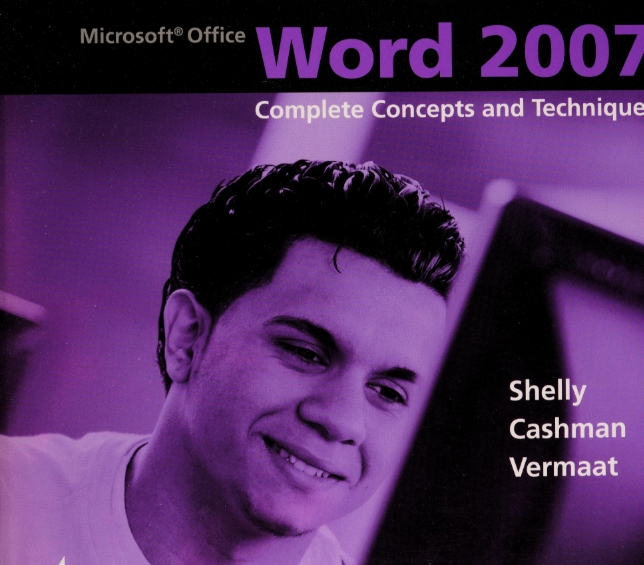 Microsoft® Office Word 2007
Complete Concepts and Technique
Shelly
Cashman
Vermaat